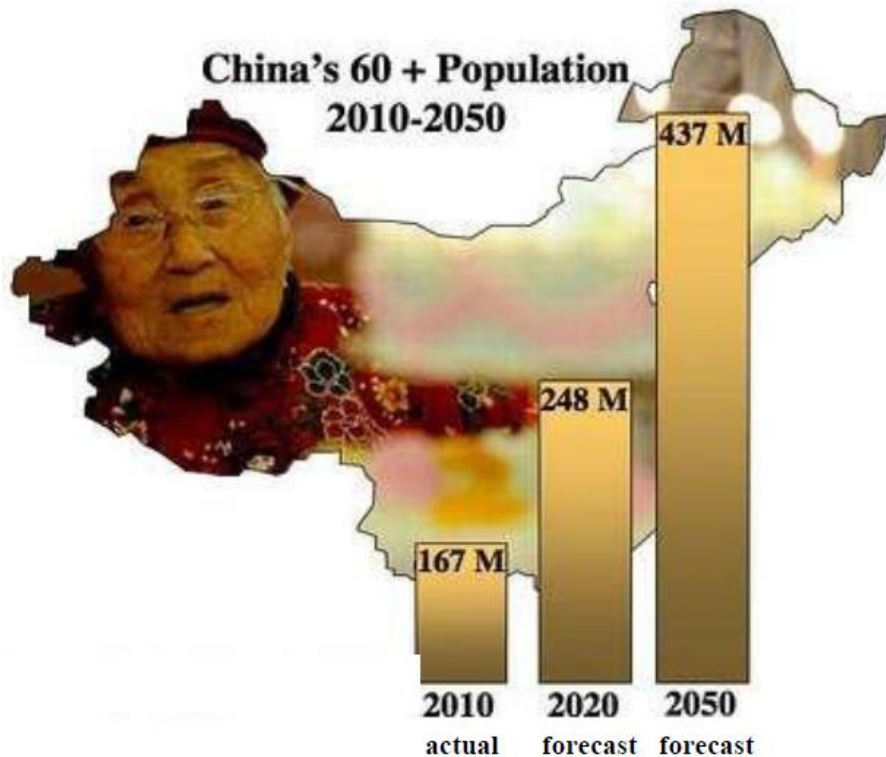 China's 60 + Population
2010-2050
437 M
248 M
167 M
2010 2020 2050
actual forecast forecast